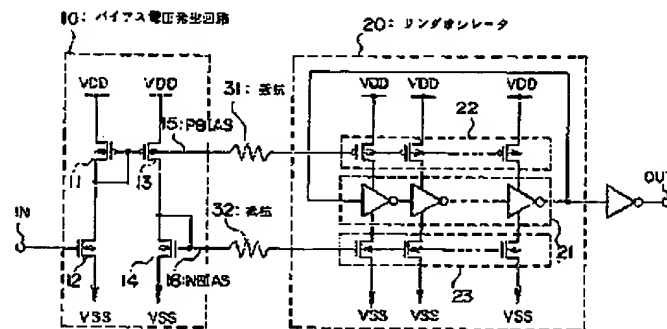 10: バイアス電圧発生回路
20: リングオシレータ
VDD VDD
31: 抵抗
VDD VDD VDD
15: PBIAS
22
11
13
IN
32: 抵抗
OUT
12
14
16: NBIAS
21
23
VSS VSS
VSS VSS VSS